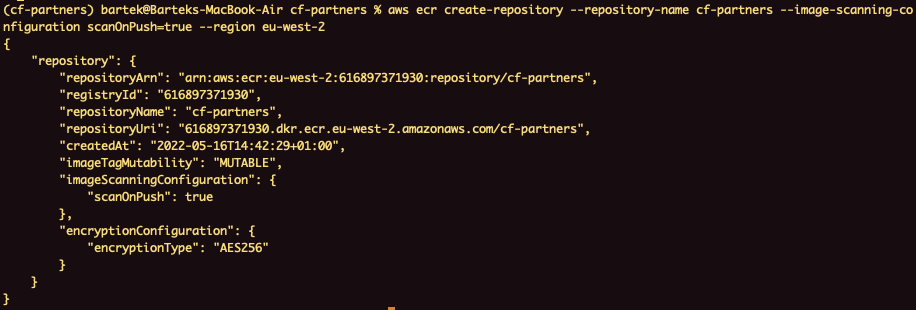 (cf-partners) bartek@Barteks-MacBook-Air cf-partners % aws ecr create-repository --repository-name cf-partners --image-scanning-co
nfiguration scanOnPush=true --region eu-west-2
{
    "repository": {
        "repositoryArn": "arn:aws:ecr:eu-west-2:616897371930:repository/cf-partners",
        "registryId": "616897371930",
        "repositoryName": "cf-partners",
        "repositoryUri": "616897371930.dkr.ecr.eu-west-2.amazonaws.com/cf-partners",
        "createdAt": "2022-05-16T14:42:29+01:00",
        "imageTagMutability": "MUTABLE",
        "imageScanningConfiguration": {
            "scanOnPush": true
        },
        "encryptionConfiguration": {
            "encryptionType": "AES256"
        }
    }
}